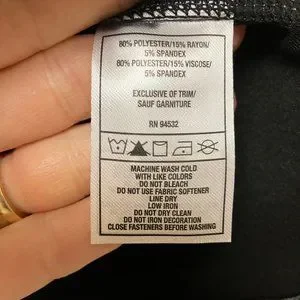 80% POLYESTER/15% RAYON/
5% SPANDEX
80% POLYESTER/15% VISCOSE/
5% SPANDEX
EXCLUSIVE OF TRIM/
SAUF GARNITURE
RN 94532
MACHINE WASH COLD
WITH LIKE COLORS
DO NOT BLEACH
DO NOT USE FABRIC SOFTENER
LINE DRY
LOW IRON
DO NOT DRY CLEAN
DO NOT IRON DECORATION
CLOSE FASTENERS BEFORE WASHING